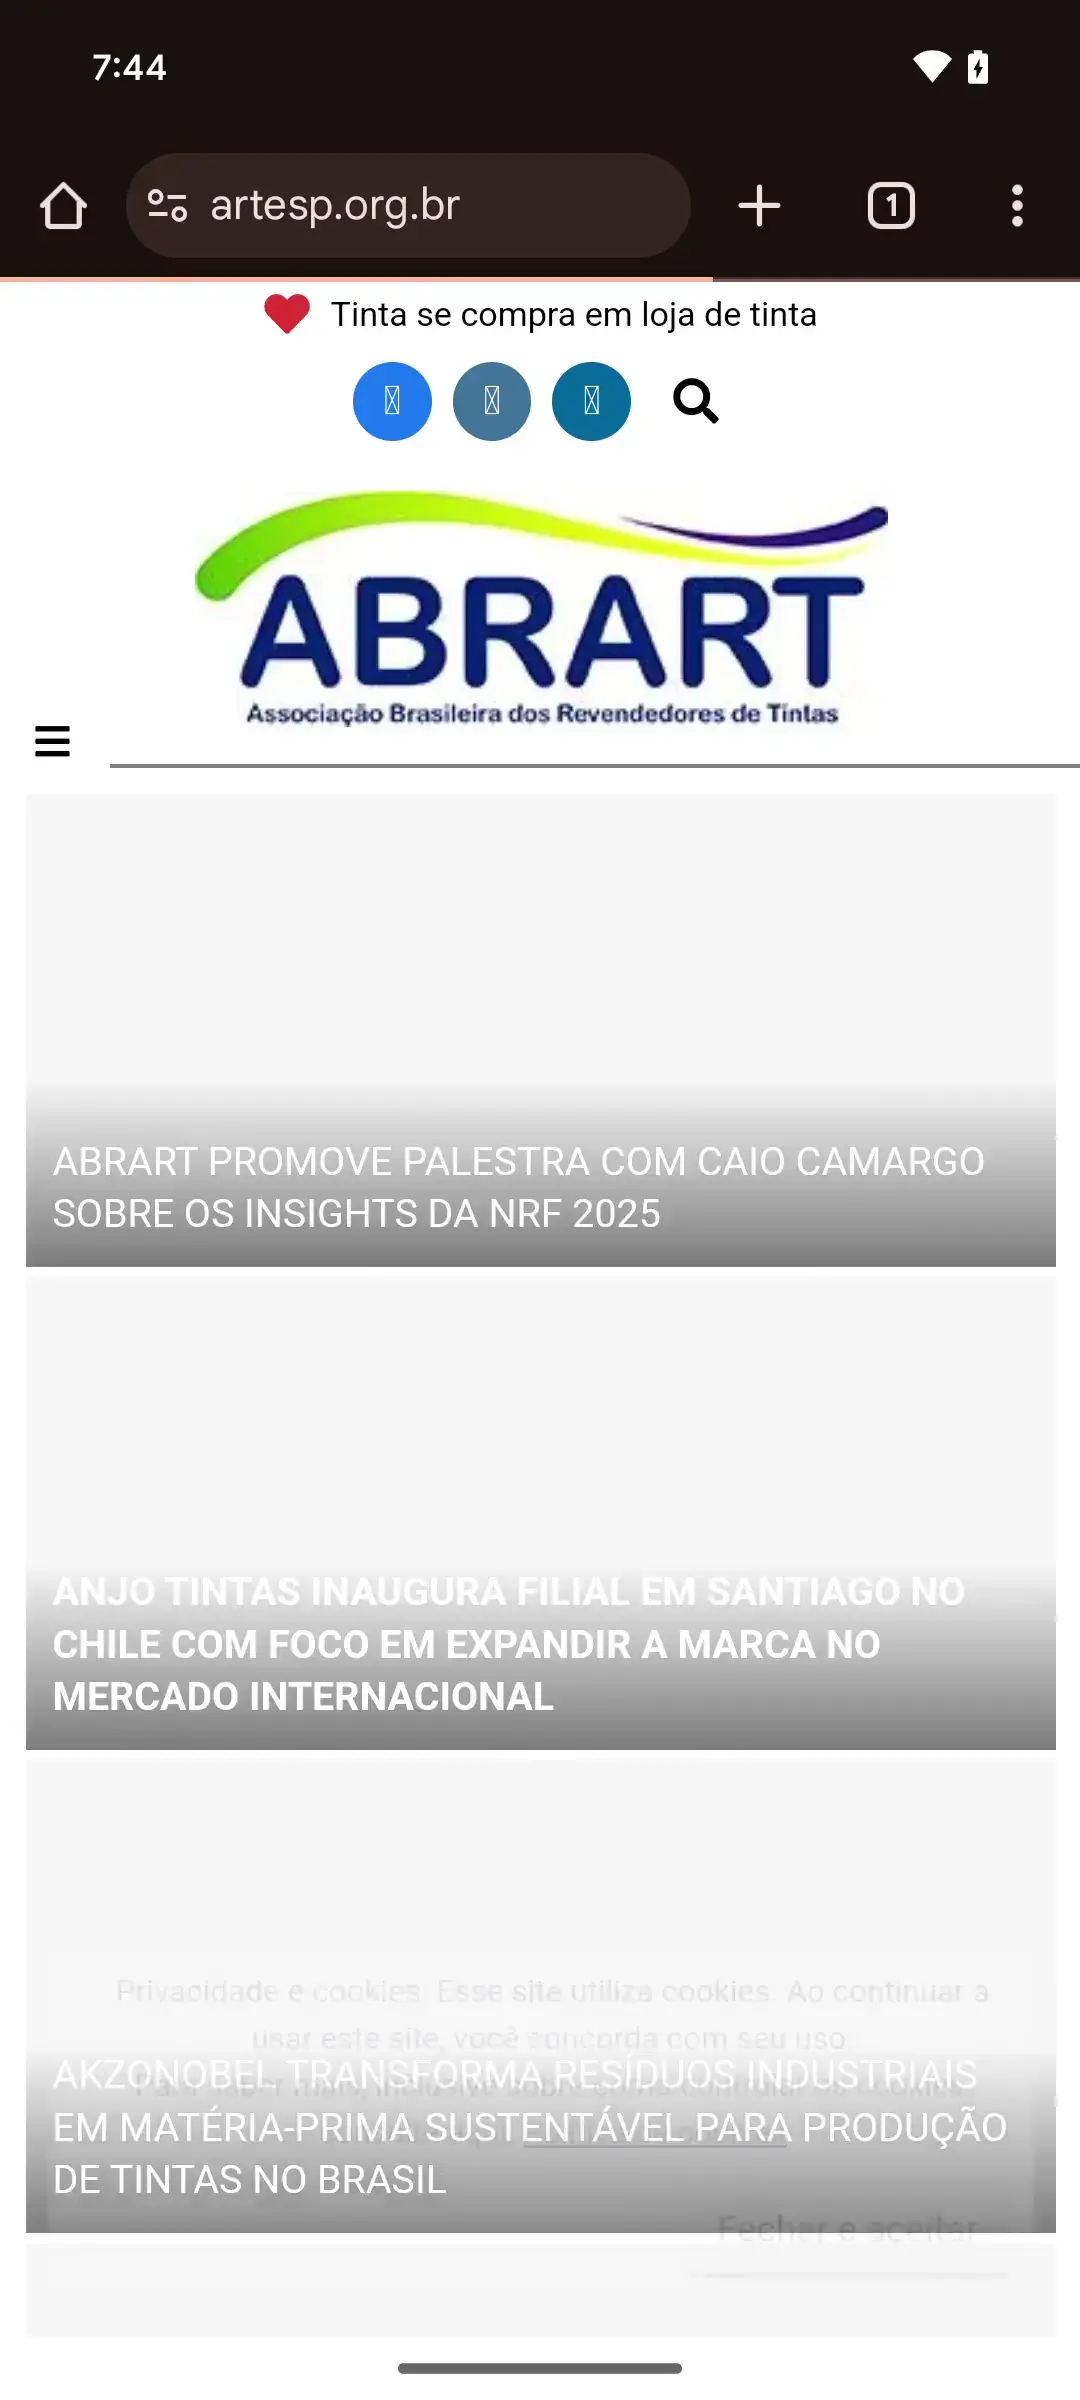 7:44
artesp.org.br
1
Tinta se compra em loja de tinta
ABRART
Associação Brasileira dos Revendedores de Tintas
ABRART PROMOVE PALESTRA COM CAIO CAMARGO
SOBRE OS INSIGHTS DA NRF 2025
ANJO TINTAS INAUGURA FILIAL EM SANTIAGO NO
CHILE COM FOCO EM EXPANDIR A MARCA NO
MERCADO INTERNACIONAL
Privacidade e cookies: Esse site utiliza cookies. Ao continuar a
usar este site, você concorda com seu uso.
AKZONOBEL TRANSFORMA RESÍDUOS INDUSTRIAIS
EM MATÉRIA-PRIMA SUSTENTÁVEL PARA PRODUÇÃO
DE TINTAS NO BRASIL
Fechar e aceitar